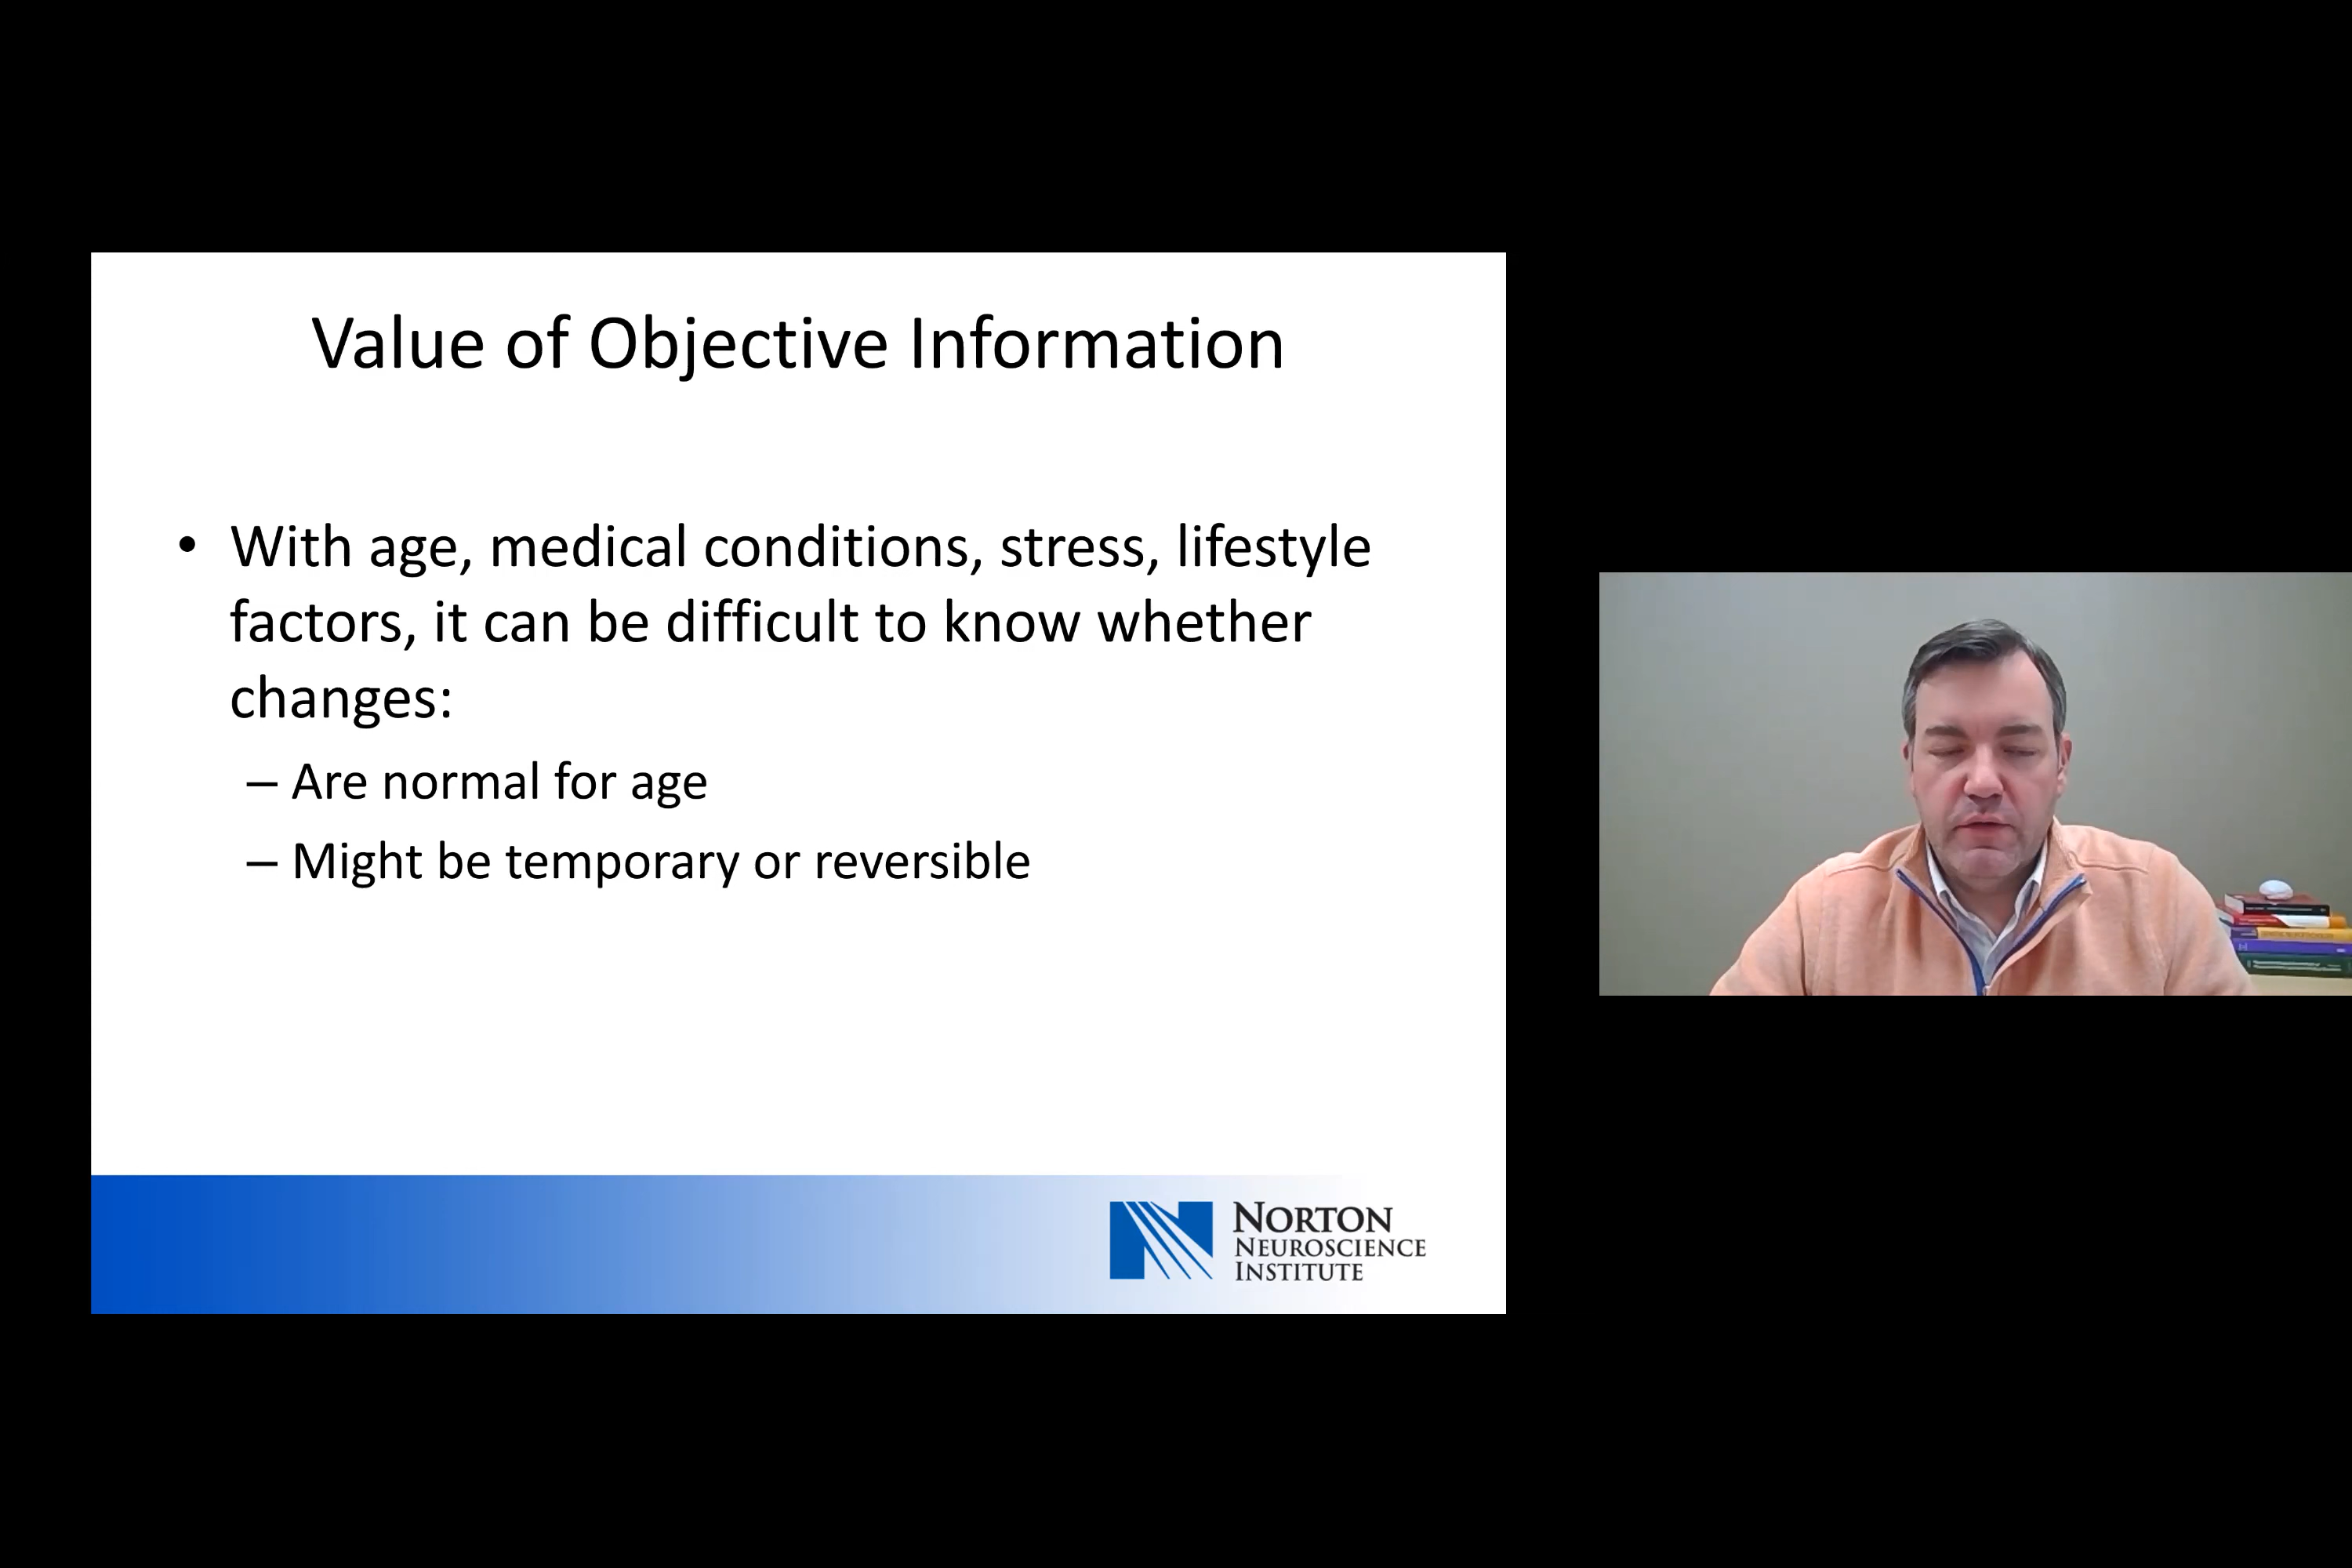 Value of Objective Information
• With age, medical conditions, stress, lifestyle
factors, it can be difficult to know whether
changes:
– Are normal for age
– Might be temporary or reversible
NORTON
NEUROSCIENCE
INSTITUTE